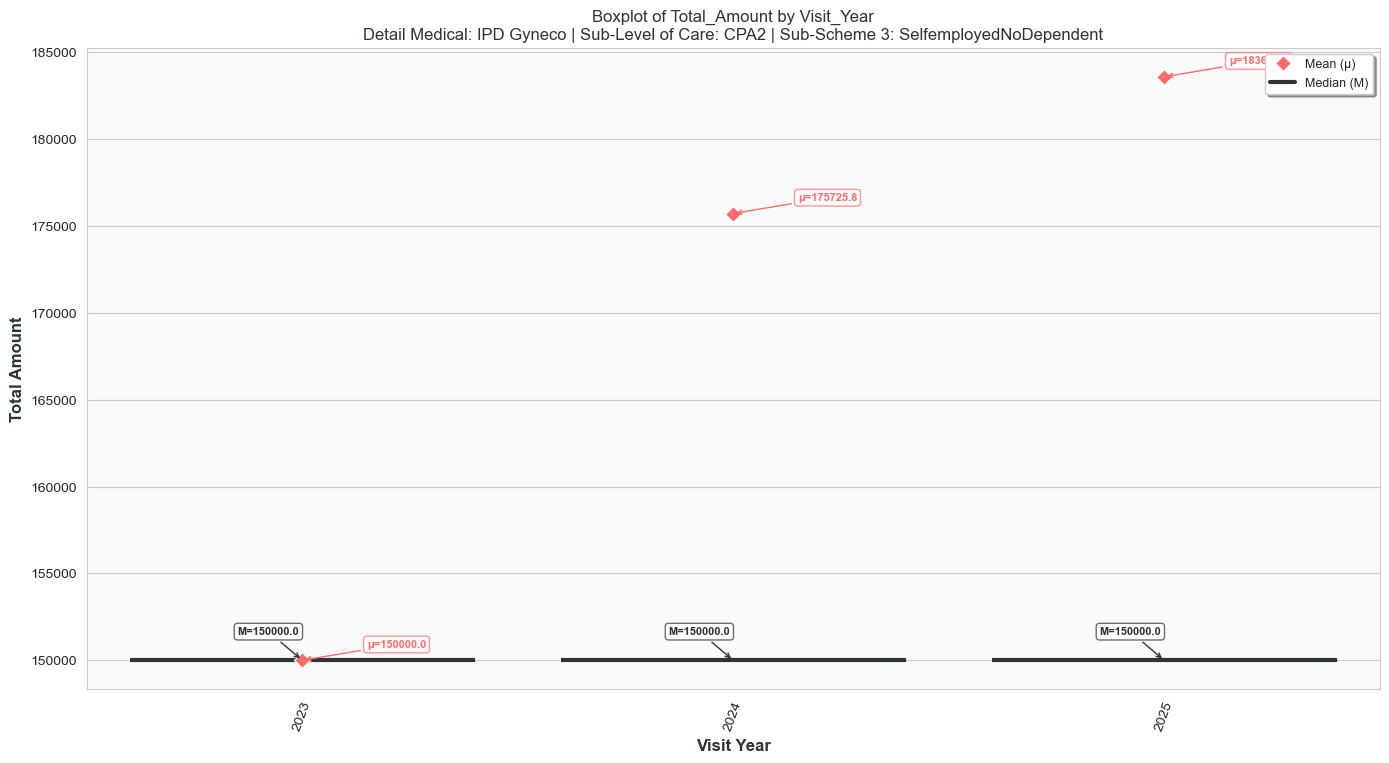 Boxplot of Total_Amount by Visit_Year
Detail Medical: IPD Gyneco | Sub-Level of Care: CPA2 | Sub-Scheme 3: SelfemployedNoDependent
185000
μ=1836
Mean (μ)
Median (M)
180000
μ=175725.8
175000
170000
165000
160000
155000
M=150000.0
M=150000.0
M=150000.0
μ=150000.0
150000
Total Amount
2023
2024
2025
Visit Year